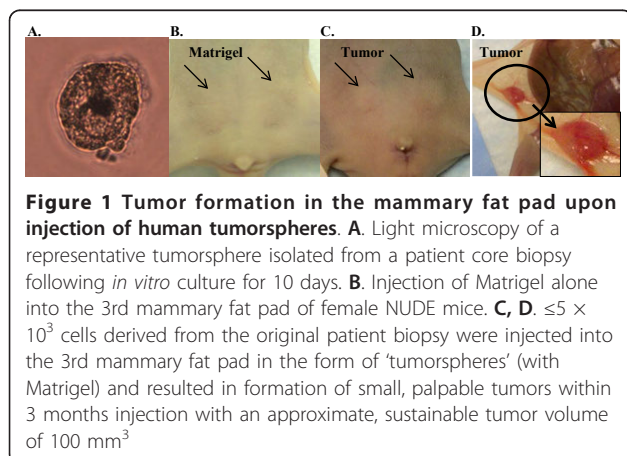 A. B. C. D.
Matrigel Tumor Tumor
Figure 1 Tumor formation in the mammary fat pad upon
injection of human tumorspheres. A. Light microscopy of a
representative tumorsphere isolated from a patient core biopsy
following in vitro culture for 10 days. B. Injection of Matrigel alone
into the 3rd mammary fat pad of female NUDE mice. C, D. ≤5 ×
10³ cells derived from the original patient biopsy were injected into
the 3rd mammary fat pad in the form of ‘tumorspheres’ (with
Matrigel) and resulted in formation of small, palpable tumors within
3 months injection with an approximate, sustainable tumor volume
of 100 mm³